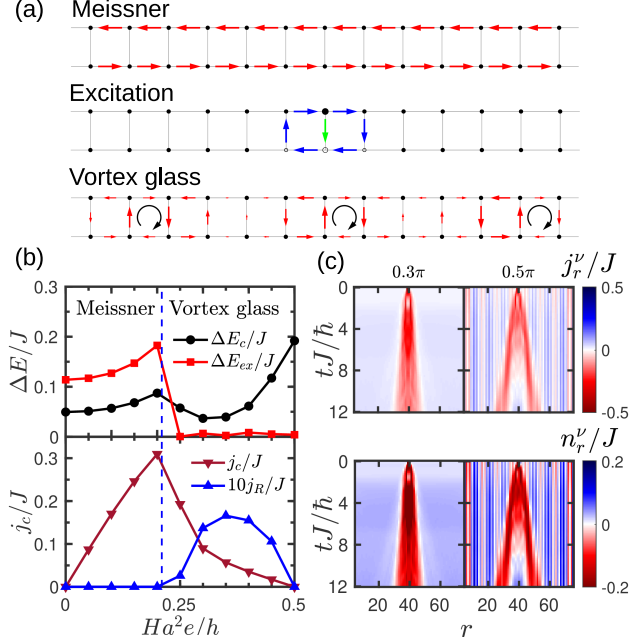 (a)
Meissner
Excitation
Vortex glass
(b)
0.3
0.2
0.1
0
ΔE/J
Meissner
Vortex glass
ΔE_c/J
ΔE_ex/J
0.3
0.15
0
j_c/J
j_c/J
10j_R/J
0 0.25 0.5
Ha²e/h
(c)
0.3π 0.5π
j_r^ν/J
0
4
8
12
tJ/ħ
0.5
0
-0.5
n_r^ν/J
0
4
8
12
tJ/ħ
0.2
0
-0.2
20 40 60 20 40 60
r